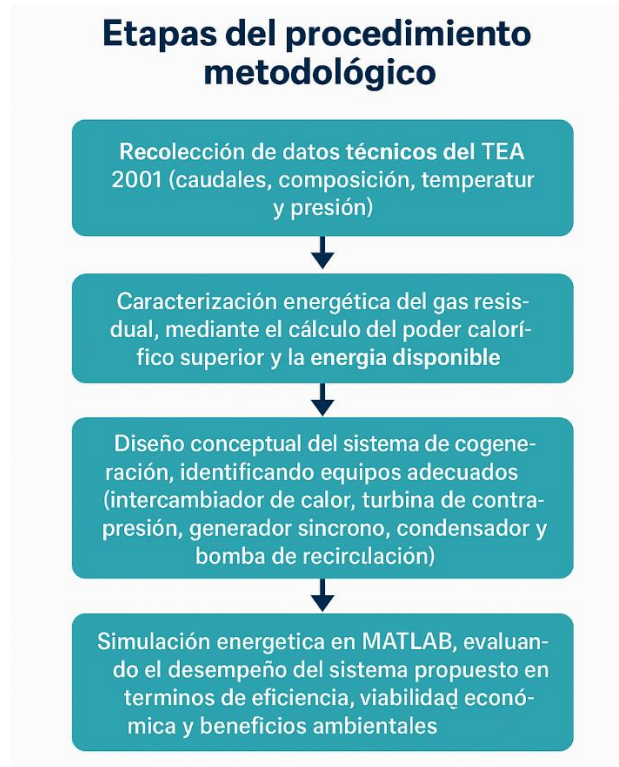 Etapas del procedimiento
metodológico
Recolección de datos técnicos del TEA
2001 (caudales, composición, temperatur
y presión)
Caracterización energética del gas resis-
dual, mediante el cálculo del poder calorí-
fico superior y la energia disponible
Diseño conceptual del sistema de cogene-
ración, identificando equipos adecuados
(intercambiador de calor, turbina de contra-
presión, generador sincrono, condensador y
bomba de recirculación)
Simulación energetica en MATLAB, evaluan-
do el desempeño del sistema propuesto en
terminos de eficiencia, viabilidad econó-
mica y beneficios ambientales